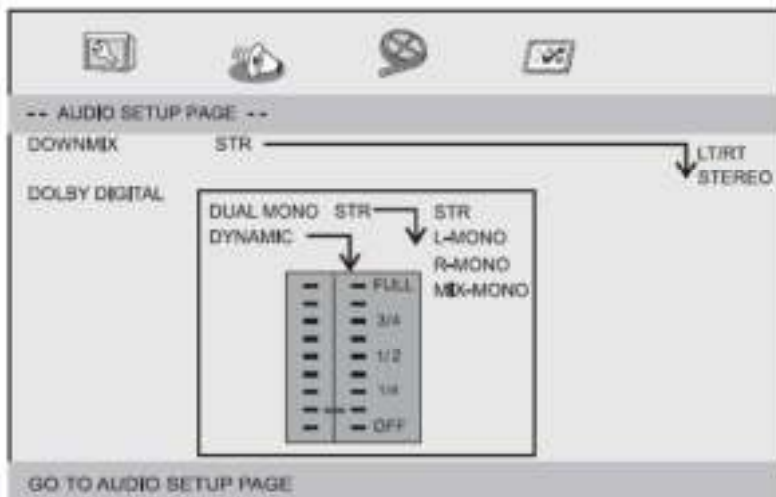 -- AUDIO SETUP PAGE --
DOWNMIX STR LT/RT
STEREO
DOLBY DIGITAL
DUAL MONO STR STR
DYNAMIC L-MONO
R-MONO
FULL MIX-MONO
3/4
1/2
1/4
OFF
GO TO AUDIO SETUP PAGE